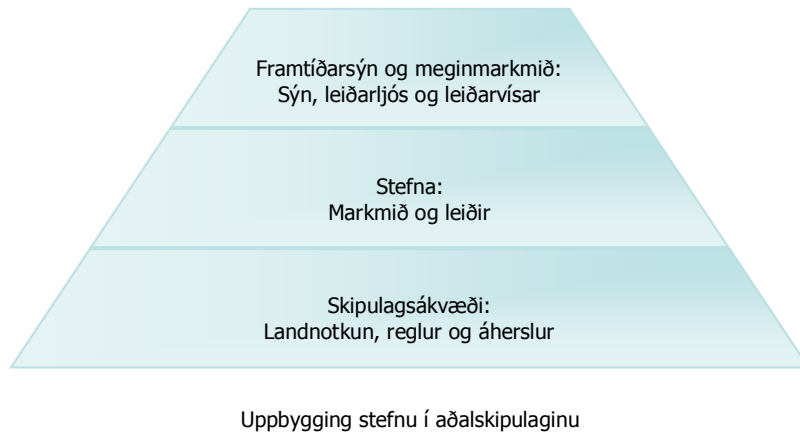 Framtíðarsýn og meginmarkmið:
Sýn, leiðarljós og leiðarvísar
Stefna:
Markmið og leiðir
Skipulagsákvæði:
Landnotkun, reglur og áherslur
Uppbygging stefnu í aðalskipulaginu